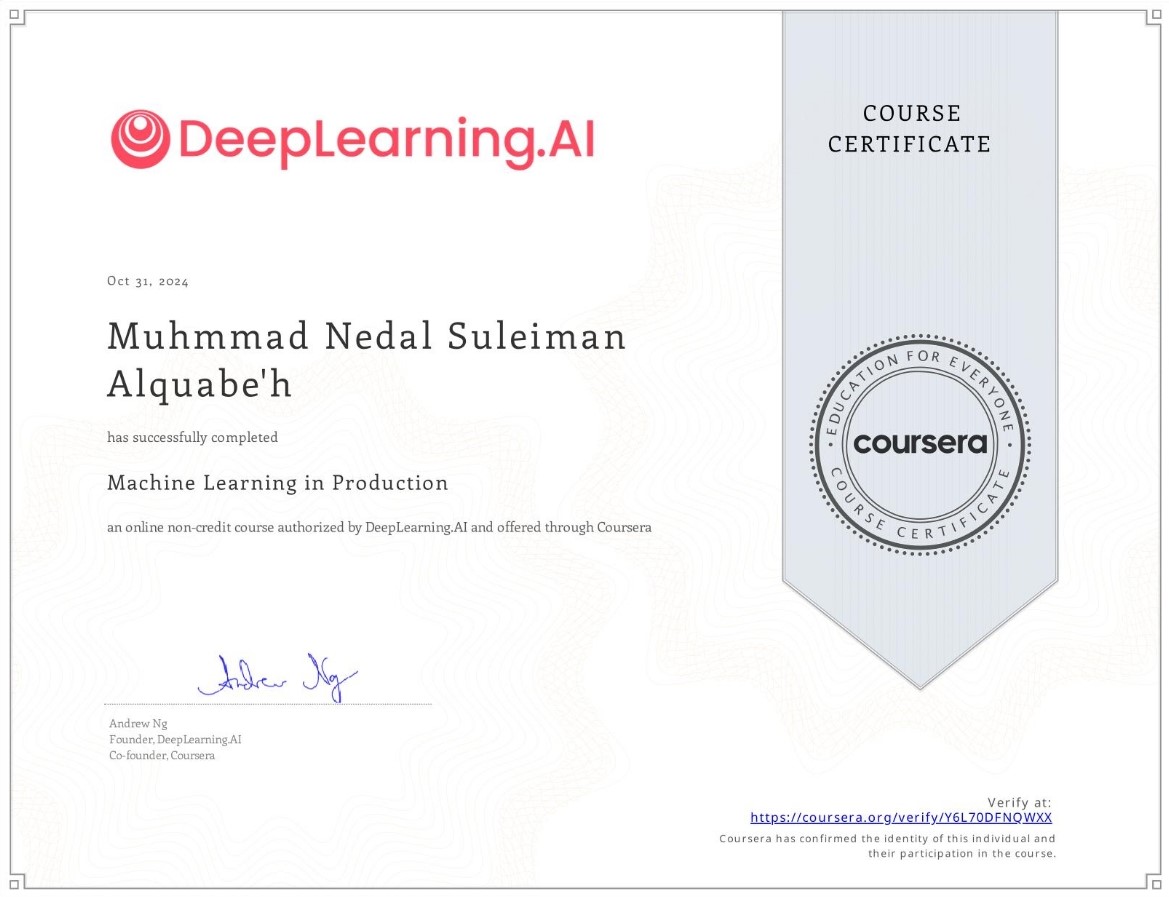 DeepLearning.AI
COURSE
CERTIFICATE
Oct 31, 2024
Muhmmad Nedal Suleiman
Alquabe'h
has successfully completed
Machine Learning in Production
an online non-credit course authorized by DeepLearning.AI and offered through Coursera
EDUCATION FOR EVERYONE
coursera
COURSE CERTIFICATE
Andrew Ng
Andrew Ng
Founder, DeepLearning.AI
Co-founder, Coursera
Verify at:
https://coursera.org/verify/Y6L70DFNQWXX
Coursera has confirmed the identity of this individual and
their participation in the course.